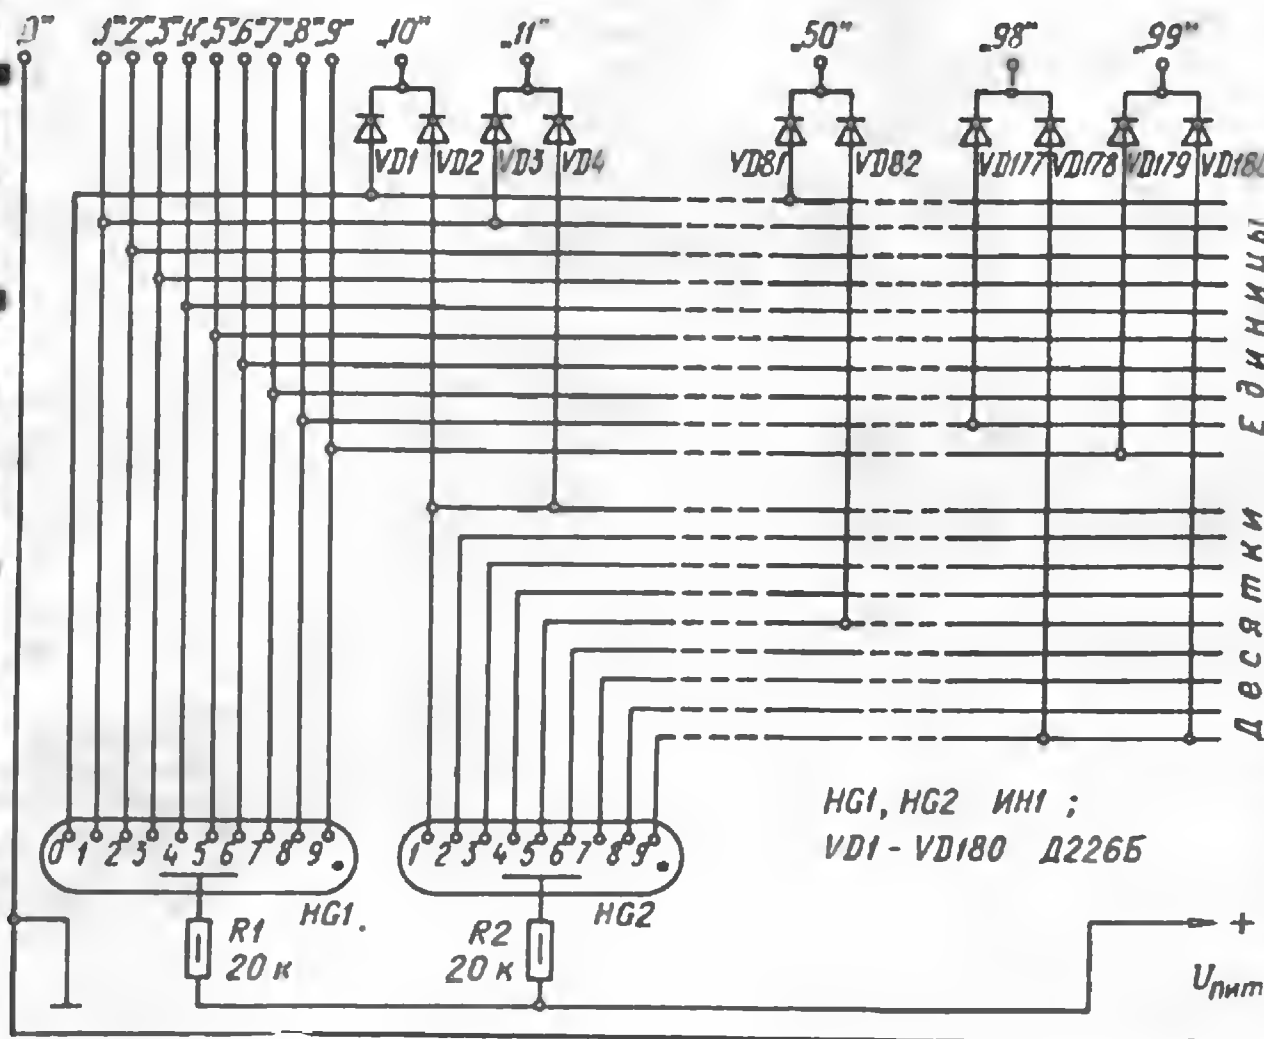 „0" „1" „2" „3" „4" „5" „6" „7" „8" „9" „10" „11" „50" „98" „99"
VD1 VD2 VD3 VD4 VD81 VD82 VD177 VD178 VD179 VD180
Единицы
Десятки
HG1, HG2 ИН1 ;
VD1 - VD180 Д226Б
0 1 2 3 4 5 6 7 8 9
1 2 3 4 5 6 7 8 9
HG1.
HG2
R1
20 к
R2
20 к
+
Uпит